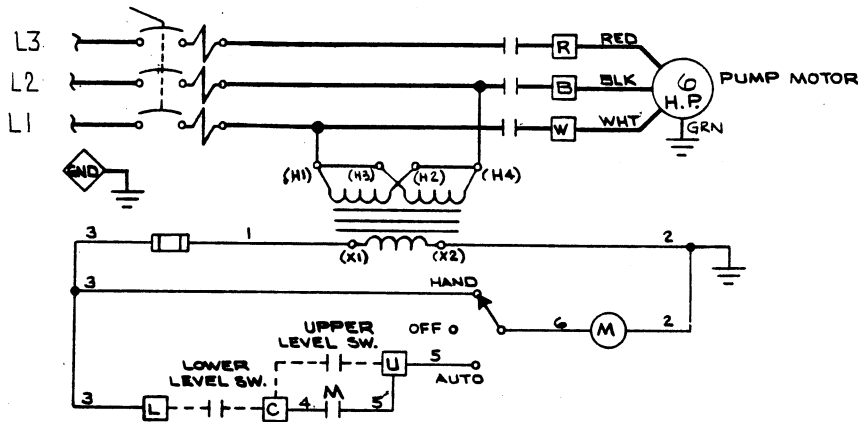 L3
R
RED
L2
B
BLK
6
H.P.
PUMP MOTOR
L1
W
WHT
GRN
GND
(H1)
(H3)
(H2)
(H4)
3
1
(X1)
(X2)
2
3
HAND
OFF
6
M
2
UPPER
LEVEL SW.
LOWER
LEVEL SW.
U
5
AUTO
3
L
C
4
M
5